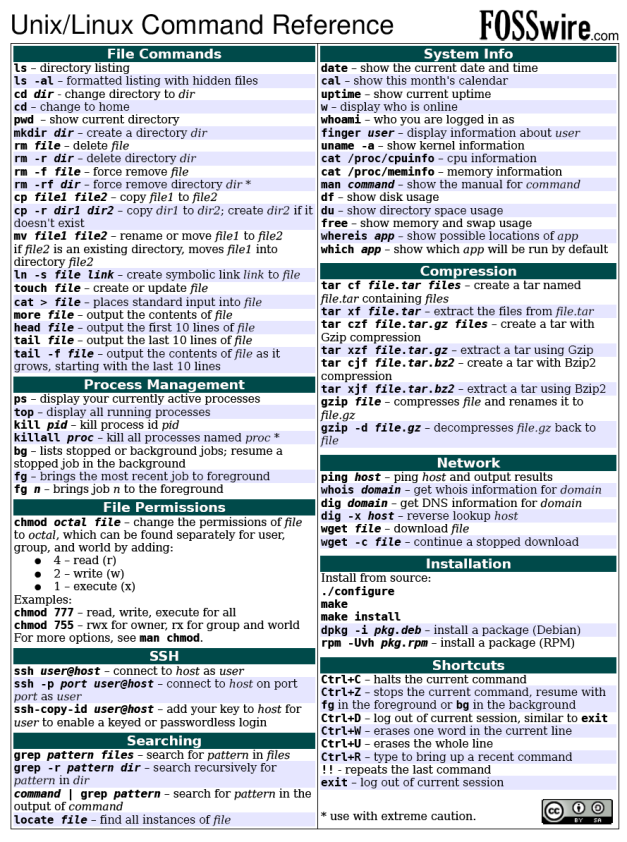 Unix/Linux Command Reference
FOSSwire.com
File Commands
ls – directory listing
ls -al – formatted listing with hidden files
cd dir - change directory to dir
cd – change to home
pwd – show current directory
mkdir dir – create a directory dir
rm file – delete file
rm -r dir – delete directory dir
rm -f file – force remove file
rm -rf dir – force remove directory dir *
cp file1 file2 – copy file1 to file2
cp -r dir1 dir2 – copy dir1 to dir2; create dir2 if it
doesn't exist
mv file1 file2 – rename or move file1 to file2
if file2 is an existing directory, moves file1 into
directory file2
ln -s file link – create symbolic link link to file
touch file – create or update file
cat > file – places standard input into file
more file – output the contents of file
head file – output the first 10 lines of file
tail file – output the last 10 lines of file
tail -f file – output the contents of file as it
grows, starting with the last 10 lines
Process Management
ps – display your currently active processes
top – display all running processes
kill pid – kill process id pid
killall proc – kill all processes named proc *
bg – lists stopped or background jobs; resume a
stopped job in the background
fg – brings the most recent job to foreground
fg n – brings job n to the foreground
File Permissions
chmod octal file – change the permissions of file
to octal, which can be found separately for user,
group, and world by adding:
● 4 – read (r)
● 2 – write (w)
● 1 – execute (x)
Examples:
chmod 777 – read, write, execute for all
chmod 755 – rwx for owner, rx for group and world
For more options, see man chmod.
SSH
ssh user@host – connect to host as user
ssh -p port user@host – connect to host on port
port as user
ssh-copy-id user@host – add your key to host for
user to enable a keyed or passwordless login
Searching
grep pattern files – search for pattern in files
grep -r pattern dir – search recursively for
pattern in dir
command | grep pattern – search for pattern in the
output of command
locate file – find all instances of file
System Info
date – show the current date and time
cal – show this month's calendar
uptime – show current uptime
w – display who is online
whoami – who you are logged in as
finger user – display information about user
uname -a – show kernel information
cat /proc/cpuinfo – cpu information
cat /proc/meminfo – memory information
man command – show the manual for command
df – show disk usage
du – show directory space usage
free – show memory and swap usage
whereis app – show possible locations of app
which app – show which app will be run by default
Compression
tar cf file.tar files – create a tar named
file.tar containing files
tar xf file.tar – extract the files from file.tar
tar czf file.tar.gz files – create a tar with
Gzip compression
tar xzf file.tar.gz – extract a tar using Gzip
tar cjf file.tar.bz2 – create a tar with Bzip2
compression
tar xjf file.tar.bz2 – extract a tar using Bzip2
gzip file – compresses file and renames it to
file.gz
gzip -d file.gz – decompresses file.gz back to
file
Network
ping host – ping host and output results
whois domain – get whois information for domain
dig domain – get DNS information for domain
dig -x host – reverse lookup host
wget file – download file
wget -c file – continue a stopped download
Installation
Install from source:
./configure
make
make install
dpkg -i pkg.deb – install a package (Debian)
rpm -Uvh pkg.rpm – install a package (RPM)
Shortcuts
Ctrl+C – halts the current command
Ctrl+Z – stops the current command, resume with
fg in the foreground or bg in the background
Ctrl+D – log out of current session, similar to exit
Ctrl+W – erases one word in the current line
Ctrl+U – erases the whole line
Ctrl+R – type to bring up a recent command
!! - repeats the last command
exit – log out of current session
* use with extreme caution.
cc BY SA